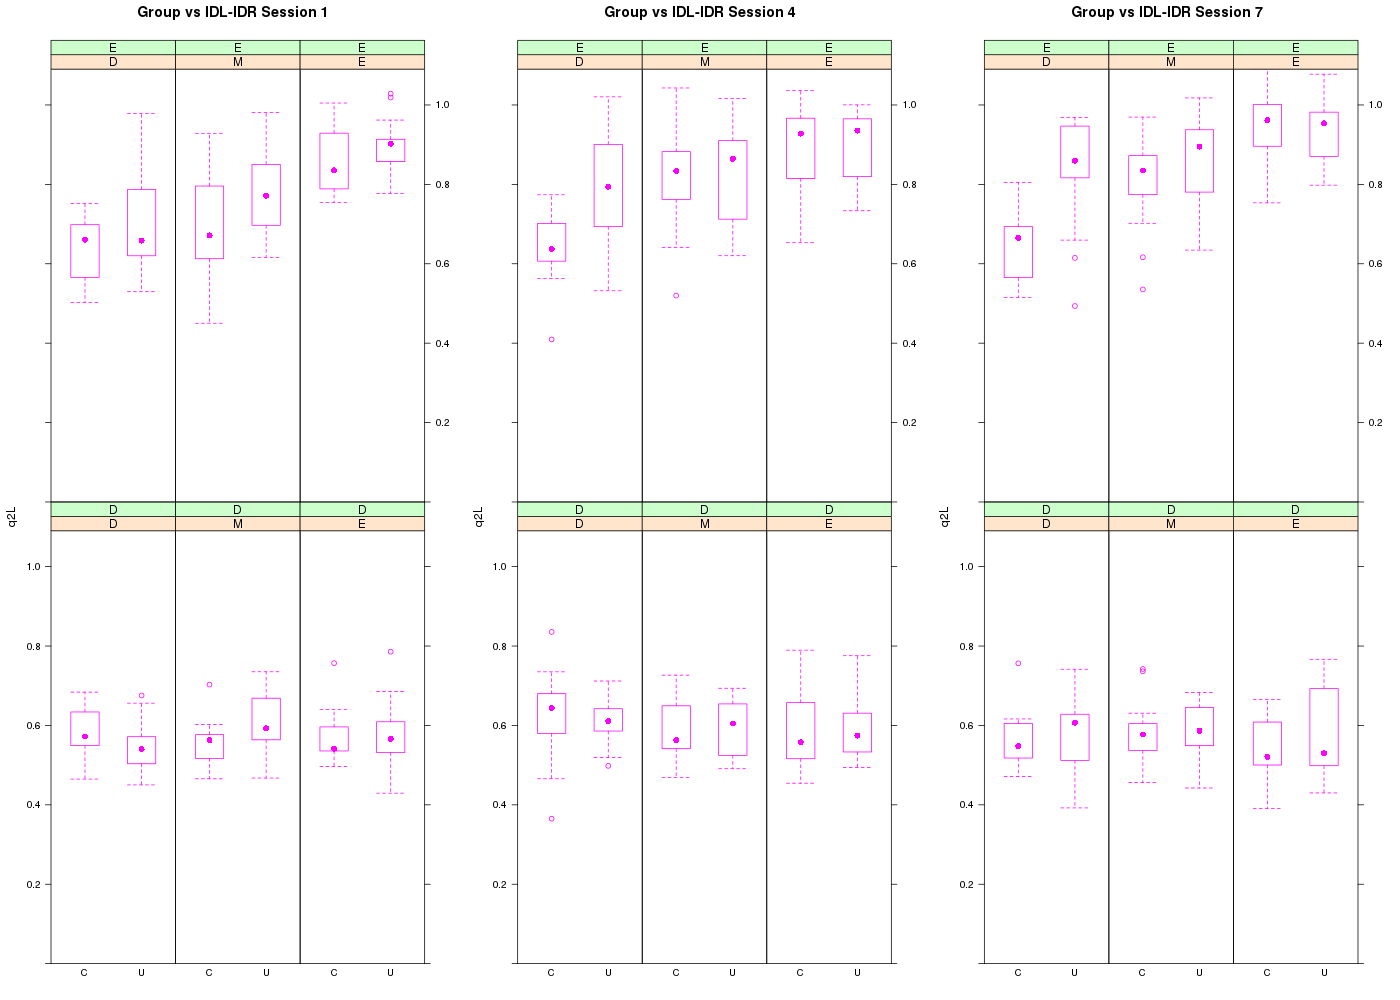 Group vs IDL-IDR Session 1
Group vs IDL-IDR Session 4
Group vs IDL-IDR Session 7
E E E
D M E
E E E
D M E
E E E
D M E
1.0 1.0 1.0
0.8 0.8 0.8
0.6 0.6 0.6
0.4 0.4 0.4
0.2 0.2 0.2
q2L q2L q2L
D D D
D M E
D D D
D M E
D D D
D M E
1.0 1.0 1.0
0.8 0.8 0.8
0.6 0.6 0.6
0.4 0.4 0.4
0.2 0.2 0.2
C U C U C U
C U C U C U
C U C U C U